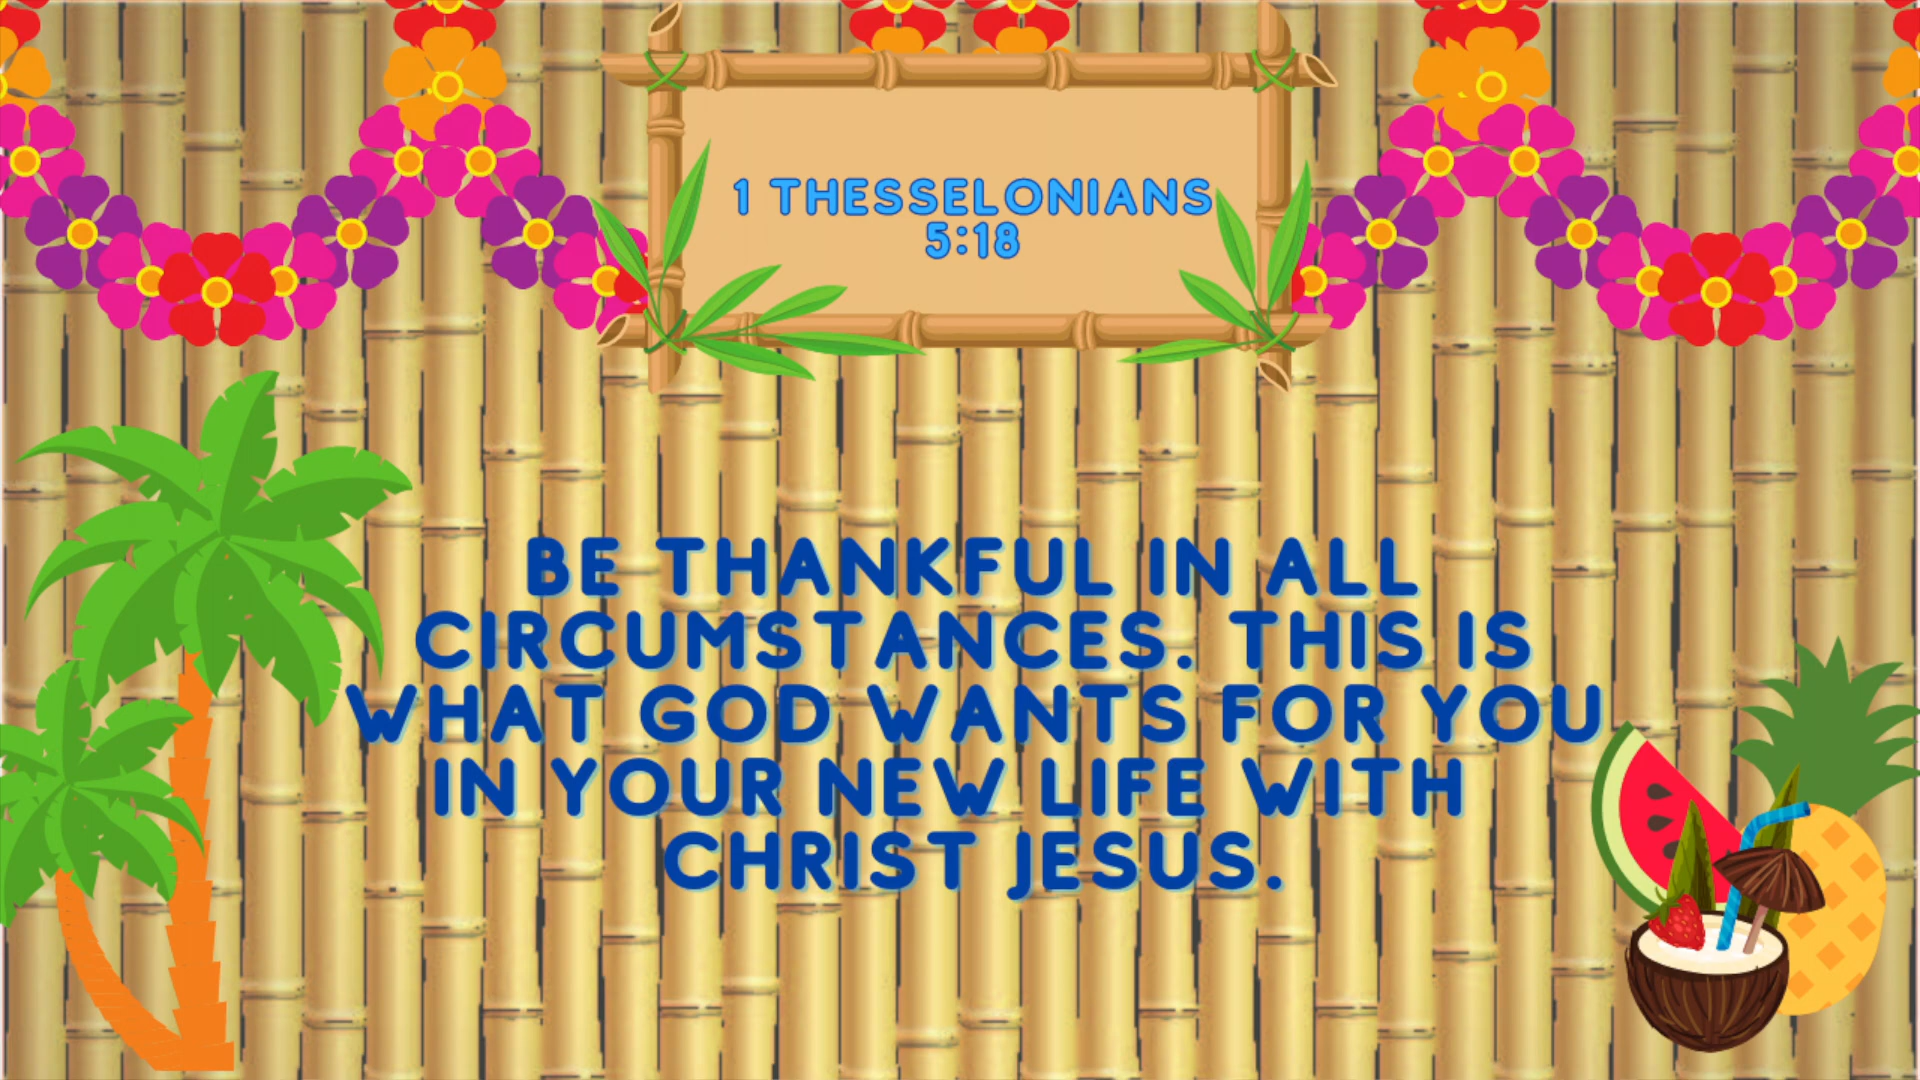 1 THESSELONIANS
5:18
BE THANKFUL IN ALL
CIRCUMSTANCES. THIS IS
WHAT GOD WANTS FOR YOU
IN YOUR NEW LIFE WITH
CHRIST JESUS.